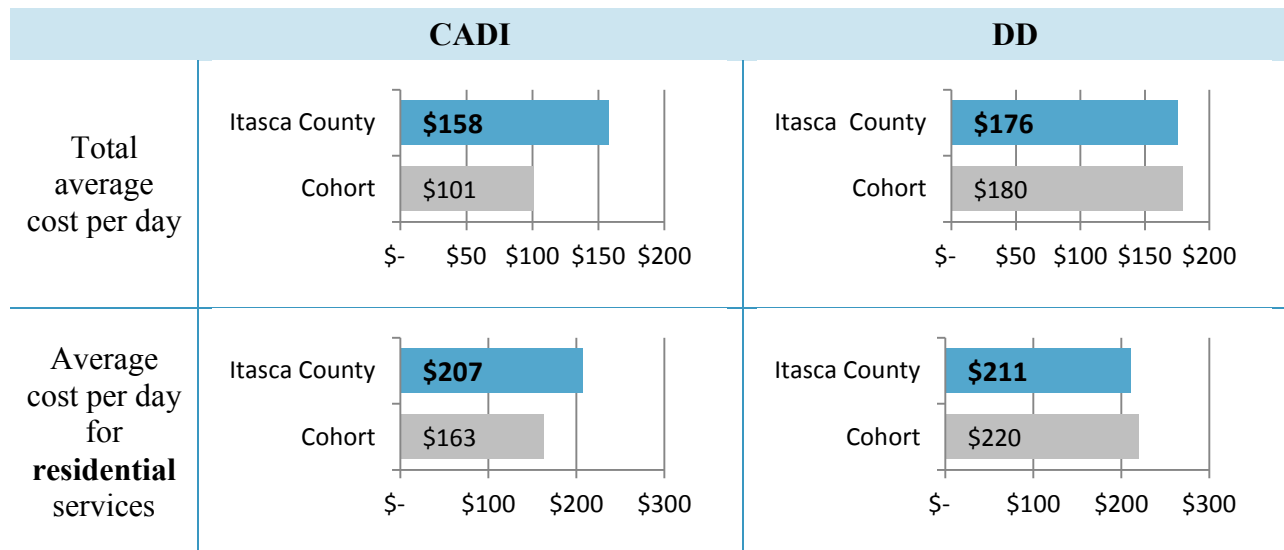 CADI
DD
Total
average
cost per day
Itasca County
$158
Cohort
$101
$-
$50
$100
$150
$200
Itasca  County
$176
Cohort
$180
$-
$50
$100
$150
$200
Average
cost per day
for
residential
services
Itasca County
$207
Cohort
$163
$-
$100
$200
$300
Itasca County
$211
Cohort
$220
$-
$100
$200
$300